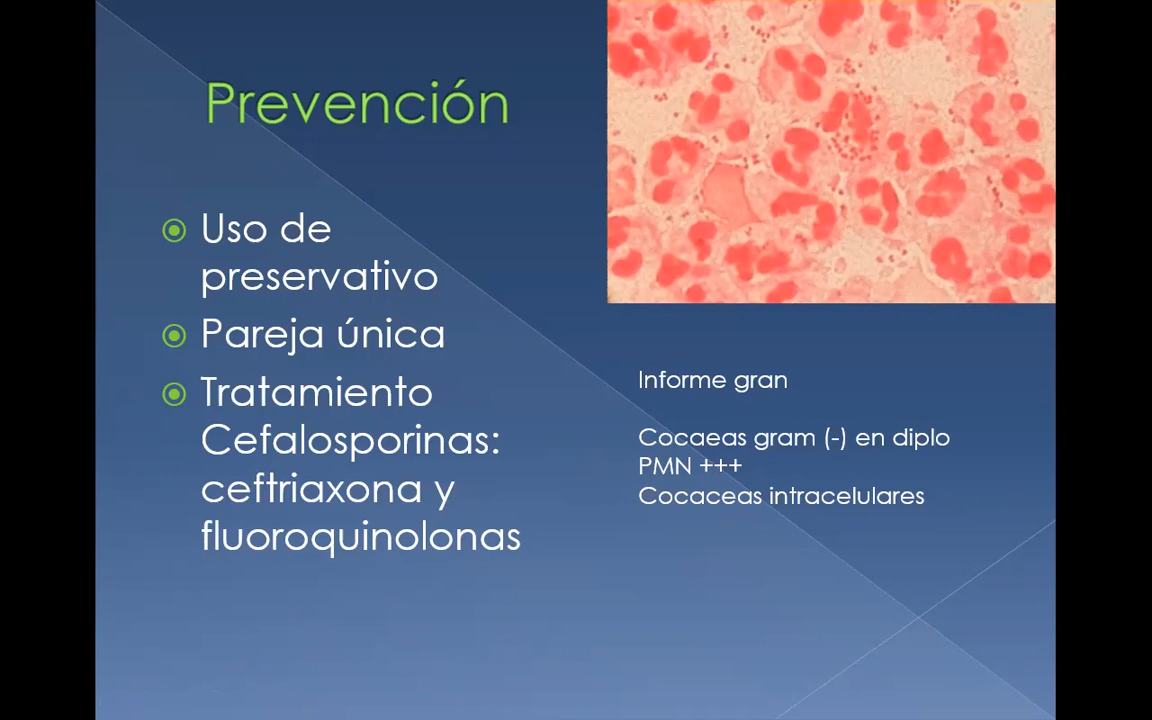 Prevención
Uso de
preservativo
Pareja única
Tratamiento
Cefalosporinas:
ceftriaxona y
fluoroquinolonas
Informe gran
Cocaeas gram (-) en diplo
PMN +++
Cocaceas intracelulares